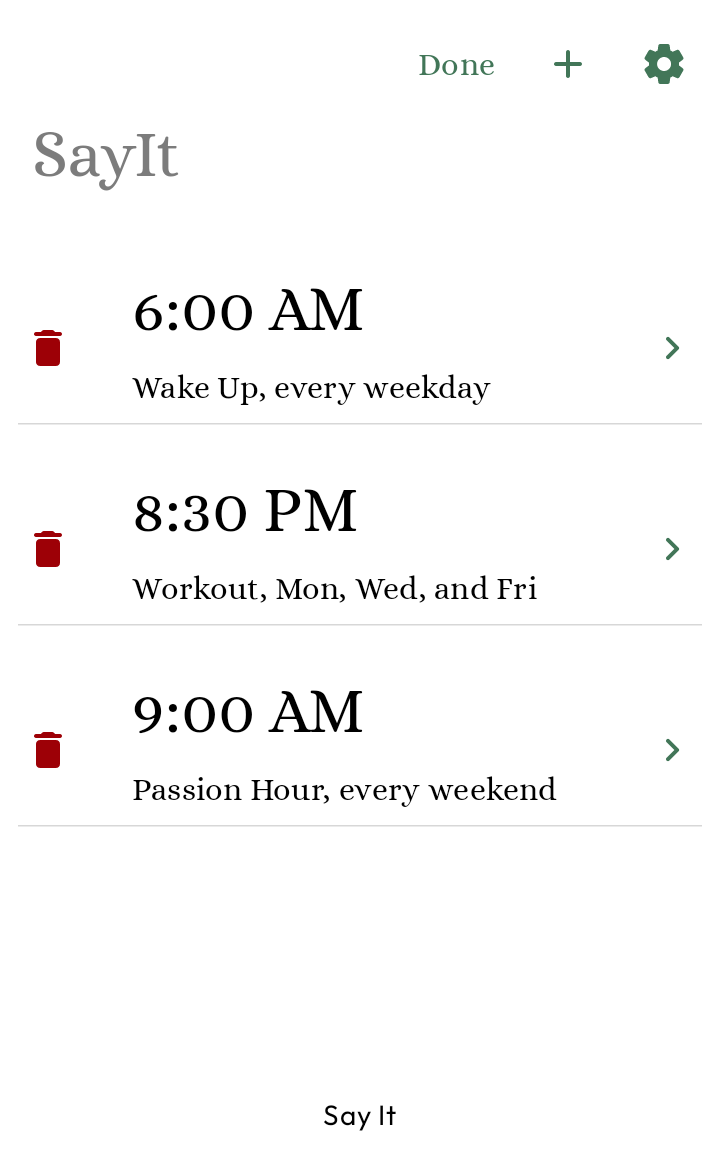 Done
SayIt
6:00 AM
Wake Up, every weekday
8:30 PM
Workout, Mon, Wed, and Fri
9:00 AM
Passion Hour, every weekend
Say It